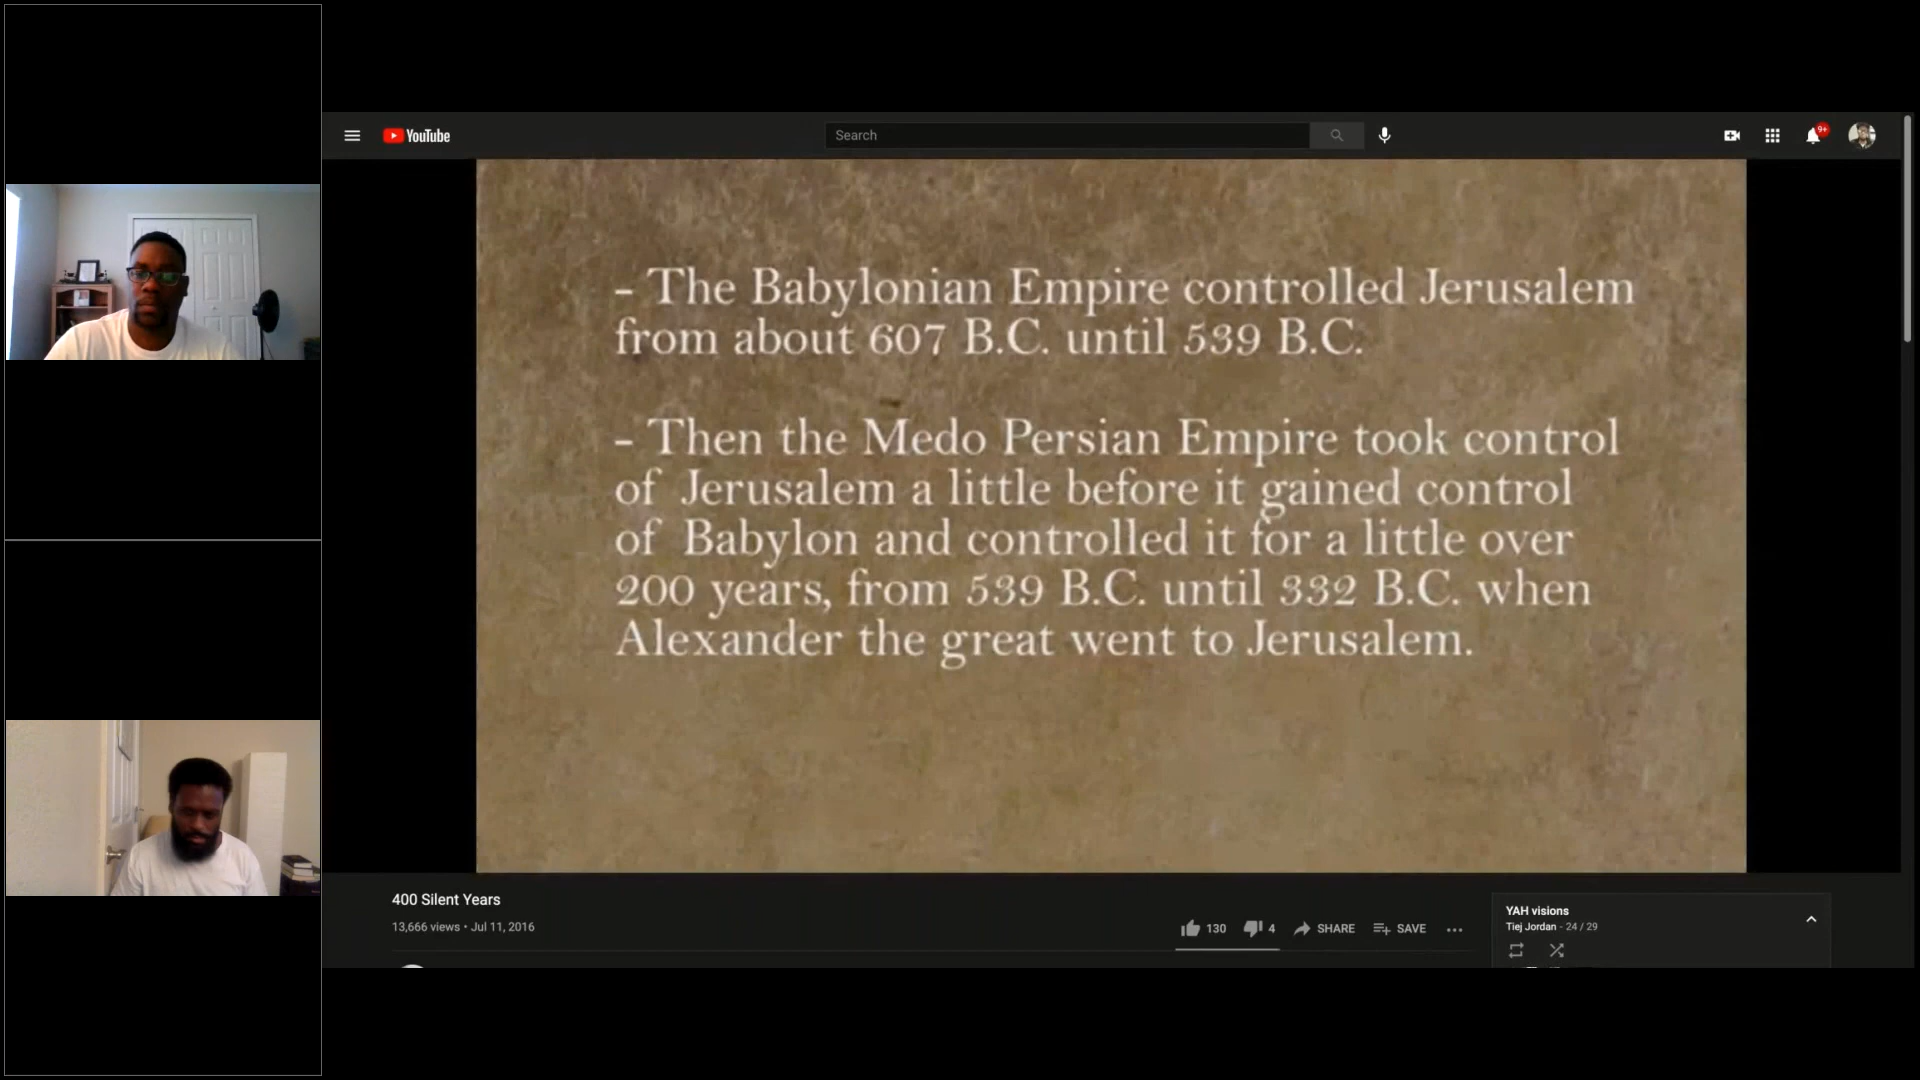 YouTube
Search
9+
- The Babylonian Empire controlled Jerusalem
from about 607 B.C. until 539 B.C.
- Then the Medo Persian Empire took control
of Jerusalem a little before it gained control
of Babylon and controlled it for a little over
200 years, from 539 B.C. until 332 B.C. when
Alexander the great went to Jerusalem.
400 Silent Years
13,666 views • Jul 11, 2016
130
4
SHARE
SAVE
YAH visions
Tiej Jordan - 24 / 29